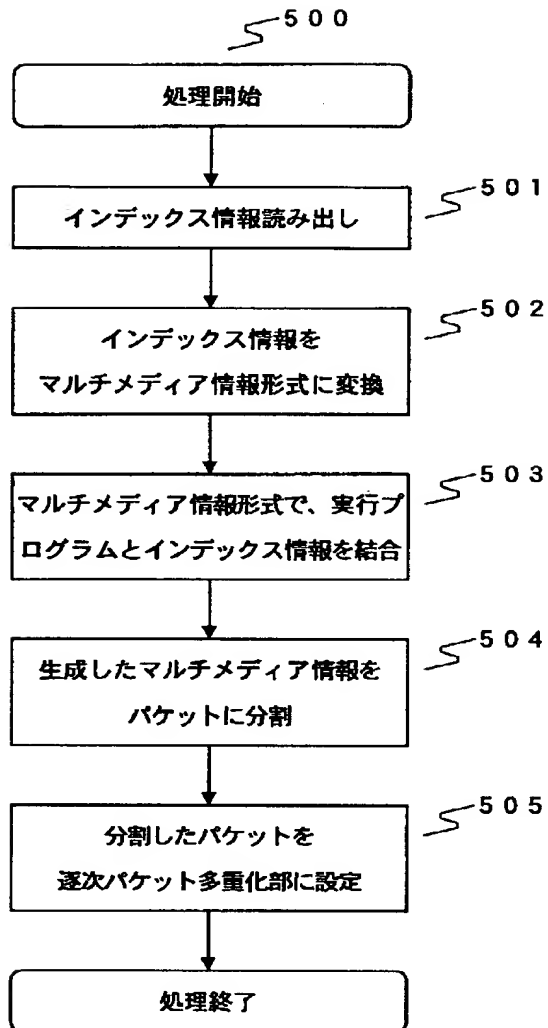 ５００
処理開始
５０１
インデックス情報読み出し
５０２
インデックス情報を
マルチメディア情報形式に変換
５０３
マルチメディア情報形式で、実行プ
ログラムとインデックス情報を結合
５０４
生成したマルチメディア情報を
パケットに分割
５０５
分割したパケットを
逐次パケット多重化部に設定
処理終了